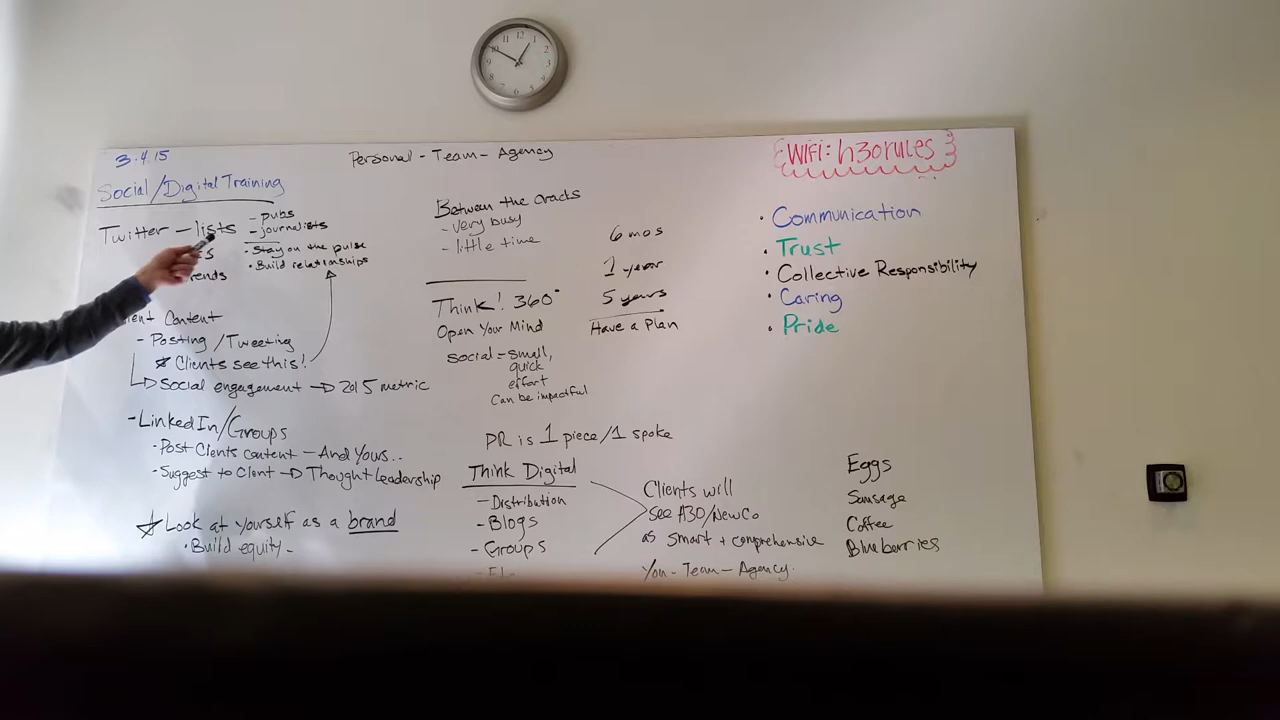 3.4.15
Personal - Team - Agency
WIFI: h3orules
Social/Digital Training
Twitter - lists
- pubs
- journalists
• Stay on the pulse
• Build relationships
Content
- Posting/Tweeting
Clients see this!
Social engagement → 2015 metric
- LinkedIn/Groups
• Post Clients content - And Yours..
• Suggest to Client → Thought Leadership
Look at yourself as a brand
• Build equity -
Between the cracks
- very busy
- little time
Think! 360°
Open Your Mind
Social = small,
quick
effort
Can be impactful
6 mos
1 year
5 years
Have a Plan
PR is 1 piece/1 spoke
Think Digital
- Distribution
- Blogs
- Groups
Clients will
see A30/NewCo
as smart + comprehensive
You - Team - Agency.
• Communication
• Trust
• Collective Responsibility
• Caring
• Pride
Eggs
Sausage
Coffee
Blueberries
12
1
2
3